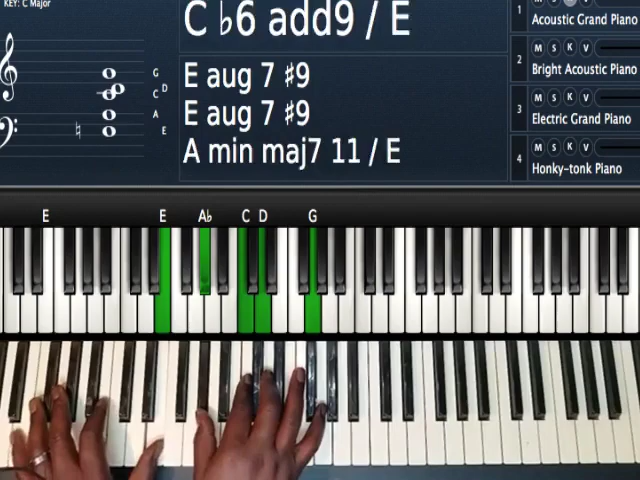 KEY: C Major
C ♭6 add9 / E
E aug 7 ♯9
E aug 7 ♯9
A min maj7 11 / E
G
D
C
A
E
1
M S K V
Acoustic Grand Piano
2
M S K V
Bright Acoustic Piano
3
M S K V
Electric Grand Piano
4
M S K V
Honky-tonk Piano
E E A♭ C D G